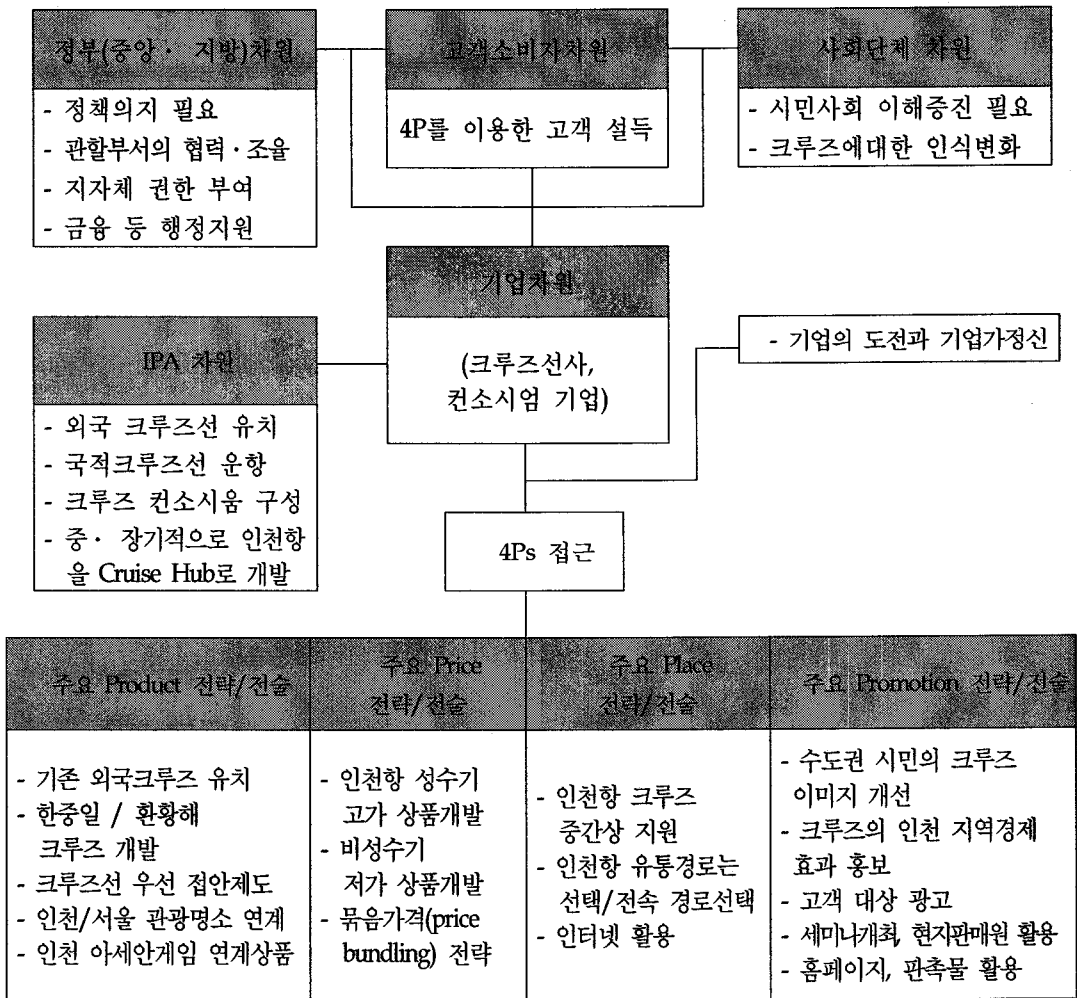 정부(중앙· 지방)차원
- 정책의지 필요
- 관할부서의 협력·조율
- 지자체 권한 부여
- 금융 등 행정지원
고객소비자차원
4P를 이용한 고객 설득
사회단체 차원
- 시민사회 이해증진 필요
- 크루즈에대한 인식변화
기업차원
(크루즈선사,
컨소시엄 기업)
IPA 차원
- 외국 크루즈선 유치
- 국적크루즈선 운항
- 크루즈 컨소시움 구성
- 중· 장기적으로 인천항
을 Cruise Hub로 개발
- 기업의 도전과 기업가정신
4Ps 접근
주요 Product 전략/전술
- 기존 외국크루즈 유치
- 한중일 / 환황해
크루즈 개발
- 크루즈선 우선 접안제도
- 인천/서울 관광명소 연계
- 인천 아세안게임 연계상품
주요 Price
전략/전술
- 인천항 성수기
고가 상품개발
- 비성수기
저가 상품개발
- 묶음가격(price
bundling) 전략
주요 Place
전략/전술
- 인천항 크루즈
중간상 지원
- 인천항 유통경로는
선택/전속 경로선택
- 인터넷 활용
주요 Promotion 전략/전술
- 수도권 시민의 크루즈
이미지 개선
- 크루즈의 인천 지역경제
효과 홍보
- 고객 대상 광고
- 세미나개최, 현지판매원 활용
- 홈페이지, 판촉물 활용